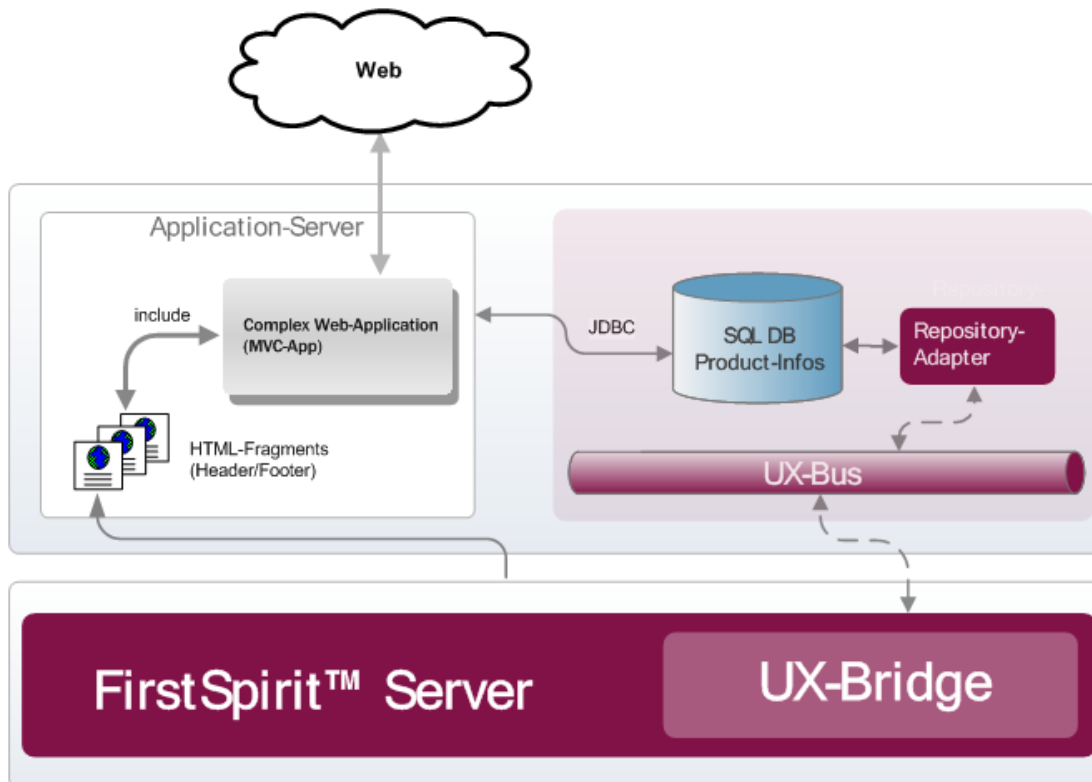 Web
Application-Server
include
Complex Web-Application
(MVC-App)
HTML-Fragments
(Header/Footer)
JDBC
SQL DB
Product-Infos
Repository-
Repository-
Adapter
UX-Bus
FirstSpirit™ Server
UX-Bridge